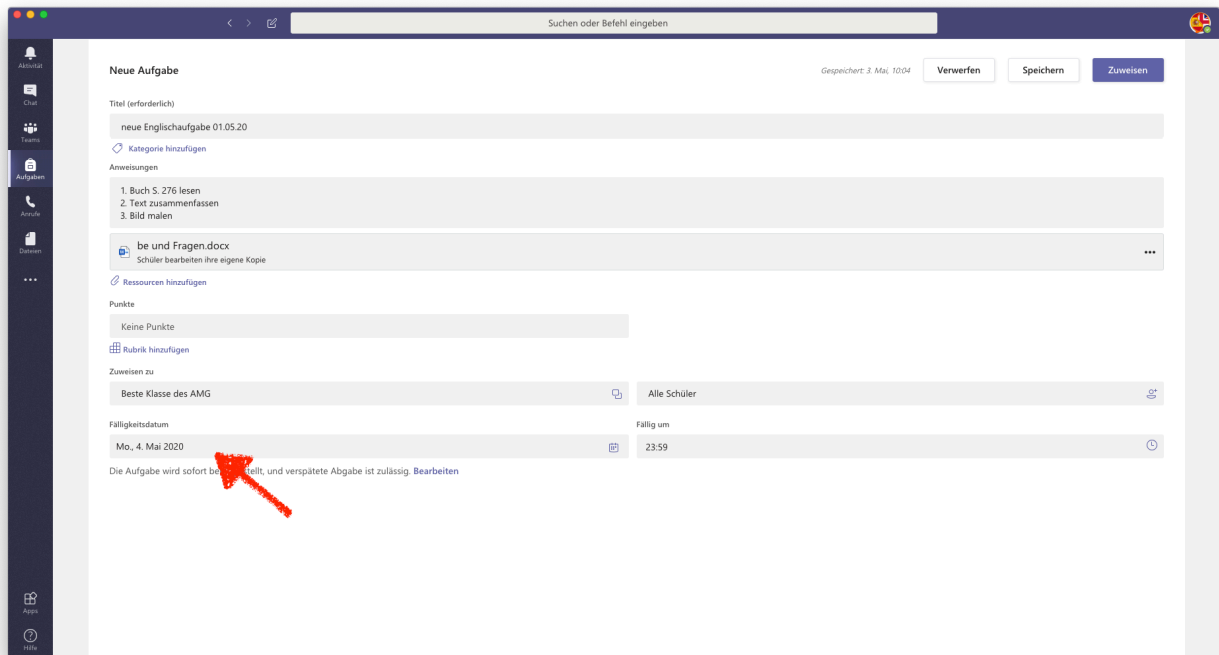 Suchen oder Befehl eingeben
Aktivität
Chat
Teams
Aufgaben
Anrufe
Dateien
Apps
Hilfe
Neue Aufgabe
Gespeichert: 3. Mai, 10:04
Verwerfen
Speichern
Zuweisen
Titel (erforderlich)
neue Englischaufgabe 01.05.20
Kategorie hinzufügen
Anweisungen
1. Buch S. 276 lesen
2. Text zusammenfassen
3. Bild malen
be und Fragen.docx
Schüler bearbeiten ihre eigene Kopie
Ressourcen hinzufügen
Punkte
Keine Punkte
Rubrik hinzufügen
Zuweisen zu
Beste Klasse des AMG
Alle Schüler
Fälligkeitsdatum
Fällig um
Mo., 4. Mai 2020
23:59
Die Aufgabe wird sofort und verspätete Abgabe ist zulässig. Bearbeiten